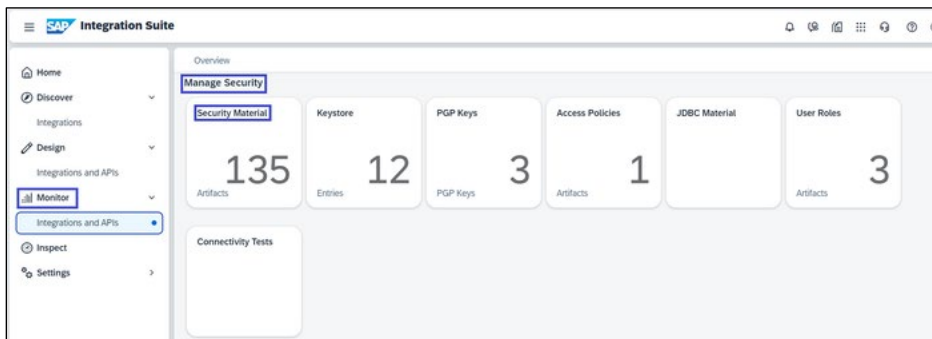 SAP Integration Suite
Home
Discover
Integrations
Design
Integrations and APIs
Monitor
Integrations and APIs
Inspect
Settings
Overview
Manage Security
Security Material
135
Artifacts
Keystore
12
Entries
PGP Keys
3
PGP Keys
Access Policies
1
Artifacts
JDBC Material
User Roles
3
Artifacts
Connectivity Tests